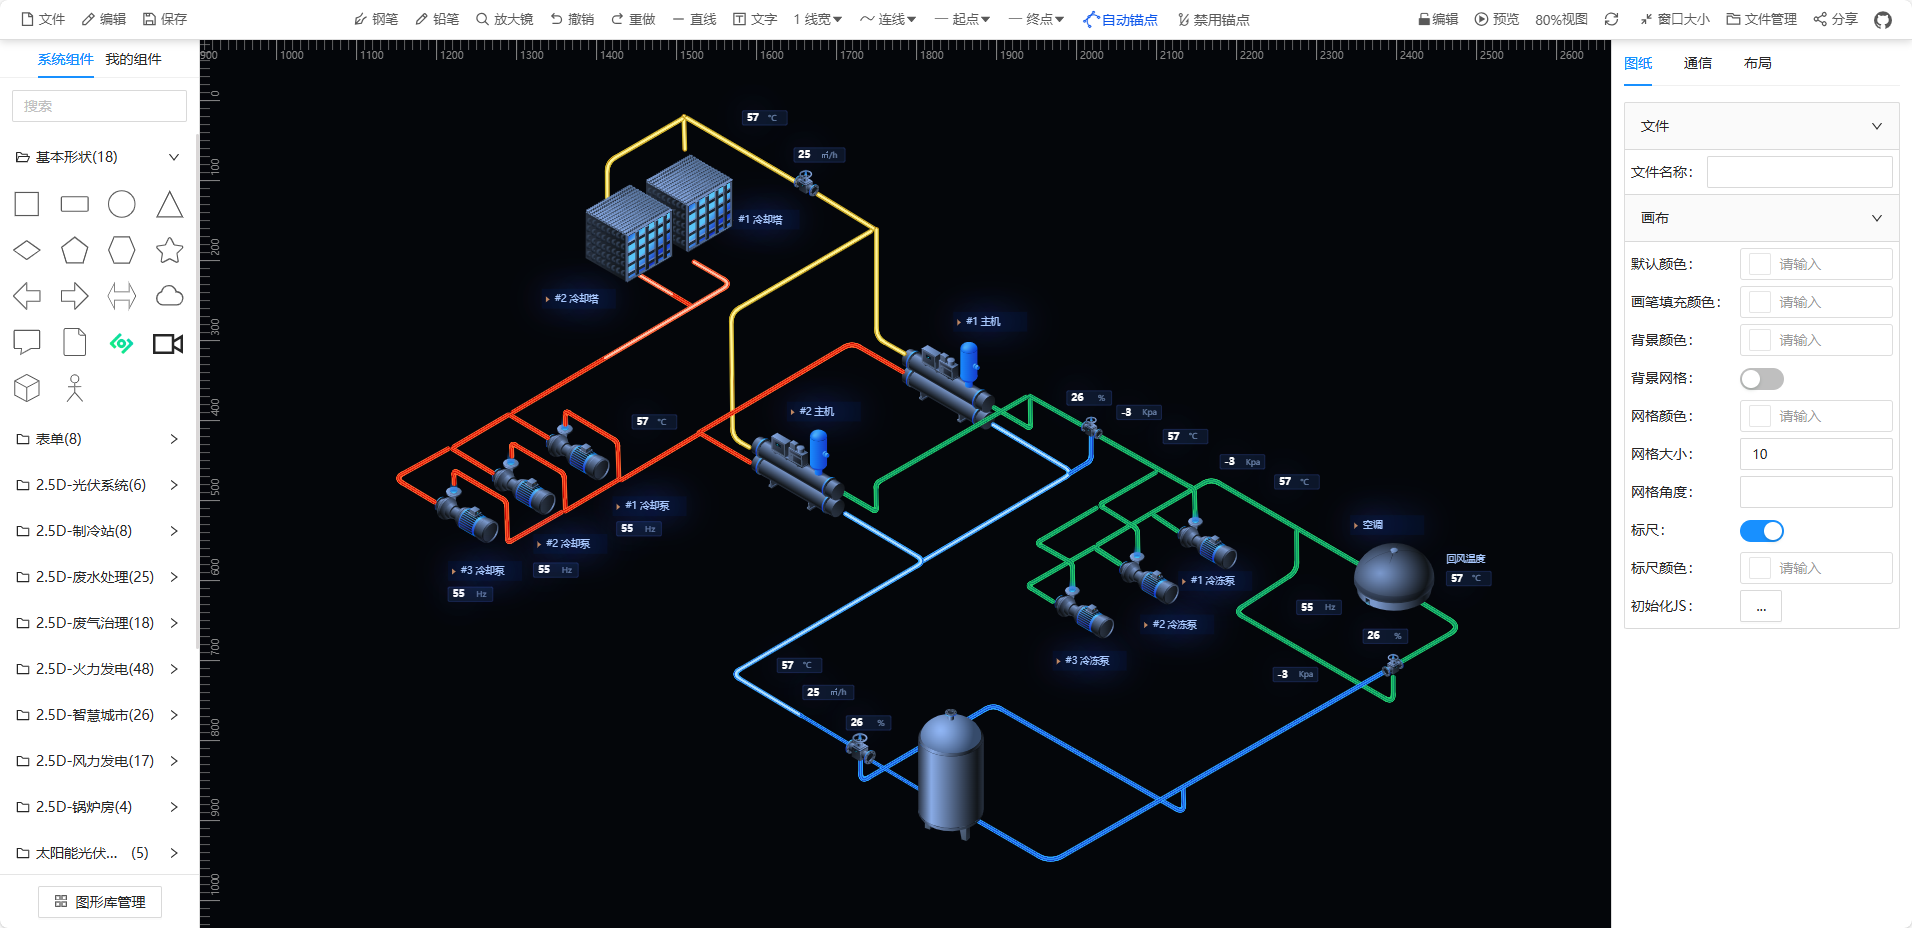 文件 编辑 保存 钢笔 铅笔 放大镜 撤销 重做 直线 文字 1 线宽 连线 起点 终点 自动锚点 禁用锚点 编辑 预览 80%视图 窗口大小 文件管理 分享
系统组件 我的组件
搜索
基本形状(18)
表单(8)
2.5D-光伏系统(6)
2.5D-制冷站(8)
2.5D-废水处理(25)
2.5D-废气治理(18)
2.5D-火力发电(48)
2.5D-智慧城市(26)
2.5D-风力发电(17)
2.5D-锅炉房(4)
太阳能光伏... (5)
图形库管理
900 1000 1100 1200 1300 1400 1500 1600 1700 1800 1900 2000 2100 2200 2300 2400 2500 2600
0
100
200
300
400
500
600
700
800
900
1000
57 ℃
25 ㎡/h
#1 冷却塔
#2 冷却塔
#1 主机
26 %
-3 Kpa
#2 主机
57 ℃
57 ℃
-3 Kpa
57 ℃
#1 冷却泵
55 Hz
空调
#2 冷却泵
回风温度
55 Hz
57 ℃
#3 冷却泵
#1 冷冻泵
55 Hz
55 Hz
#2 冷冻泵
26 %
#3 冷冻泵
57 ℃
-3 Kpa
25 ㎡/h
26 %
图纸 通信 布局
文件
文件名称：
画布
默认颜色： 请输入
画笔填充颜色： 请输入
背景颜色： 请输入
背景网格：
网格颜色： 请输入
网格大小： 10
网格角度：
标尺：
标尺颜色： 请输入
初始化JS： ...